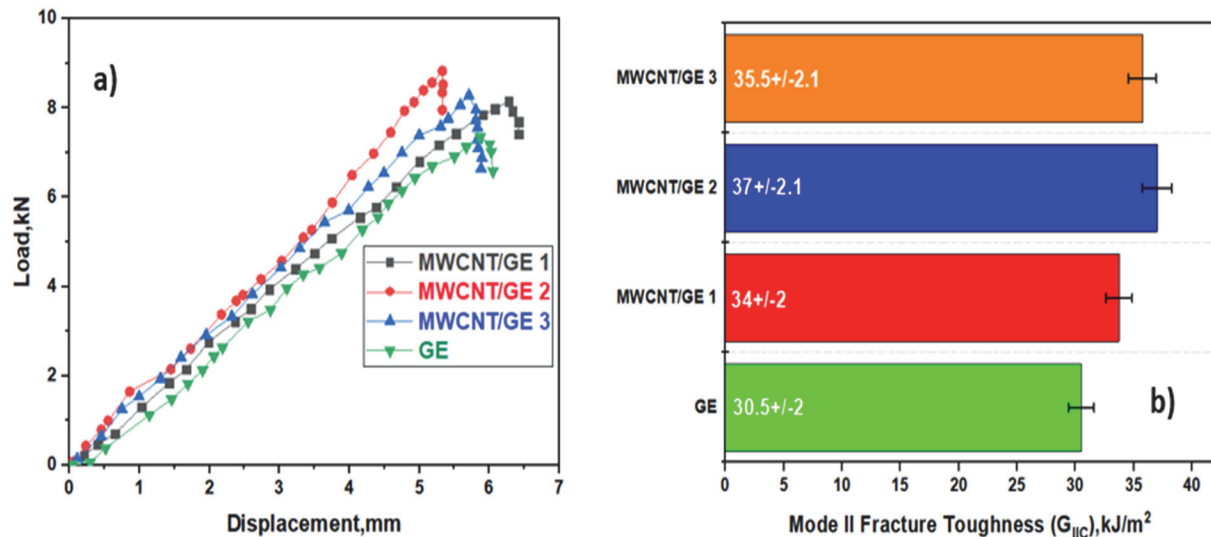 a)
Load,kN
10
8
6
4
2
0
MWCNT/GE 1
MWCNT/GE 2
MWCNT/GE 3
GE
0 1 2 3 4 5 6 7
Displacement,mm
MWCNT/GE 3
35.5+/-2.1
MWCNT/GE 2
37+/-2.1
MWCNT/GE 1
34+/-2
GE
30.5+/-2
b)
0 5 10 15 20 25 30 35 40
Mode II Fracture Toughness (G_IIC),kJ/m²